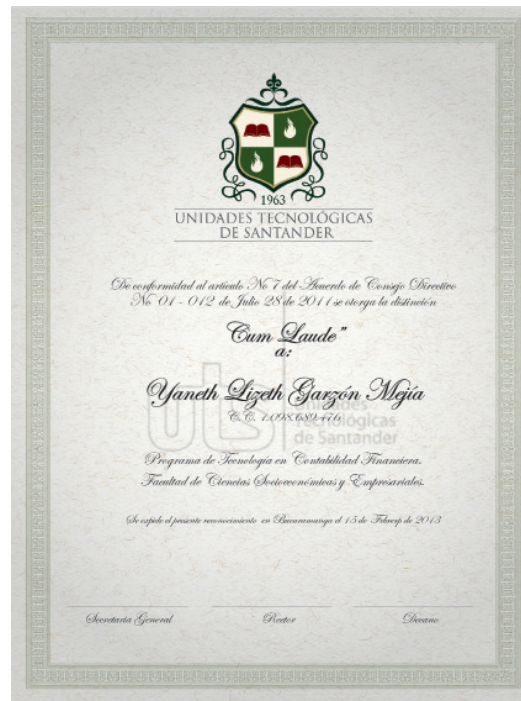 1963
UNIDADES TECNOLÓGICAS
DE SANTANDER
De conformidad al artículo No 7 del Acuerdo de Consejo Directivo
No 01 - 012 de Julio 28 de 2011 se otorga la distinción
Cum Laude"
a:
Yaneth Lizeth Garzón Mejía
C.C. 1.098.689.476
uts
Unidades
Tecnológicas
de Santander
Programa de Tecnología en Contabilidad Financiera.
Facultad de Ciencias Socioeconómicas y Empresariales.
Se expide el presente reconocimiento en Bucaramanga el 15 de de 2013
Secretaria General
Rector
Decano